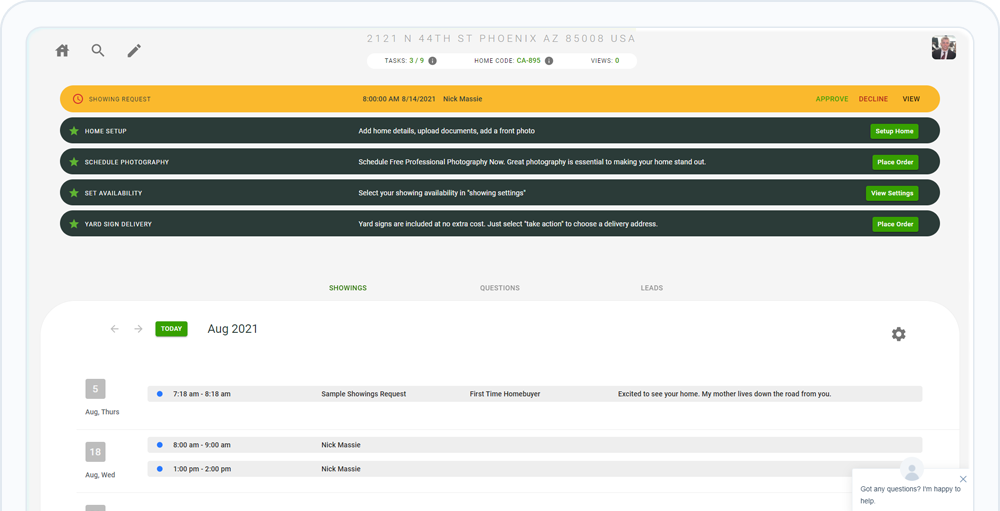 2121 N 44TH ST PHOENIX AZ 85008 USA
TASKS: 3 / 9 HOME CODE: CA-895 VIEWS: 0
SHOWING REQUEST 8:00:00 AM 8/14/2021 Nick Massie APPROVE DECLINE VIEW
HOME SETUP Add home details, upload documents, add a front photo Setup Home
SCHEDULE PHOTOGRAPHY Schedule Free Professional Photography Now. Great photography is essential to making your home stand out. Place Order
SET AVAILABILITY Select your showing availability in "showing settings" View Settings
YARD SIGN DELIVERY Yard signs are included at no extra cost. Just select "take action" to choose a delivery address. Place Order
SHOWINGS QUESTIONS LEADS
TODAY Aug 2021
5
7:18 am - 8:18 am Sample Showings Request First Time Homebuyer Excited to see your home. My mother lives down the road from you.
Aug, Thurs
18
8:00 am - 9:00 am Nick Massie
1:00 pm - 2:00 pm Nick Massie
Aug, Wed
Got any questions? I'm happy to
help.